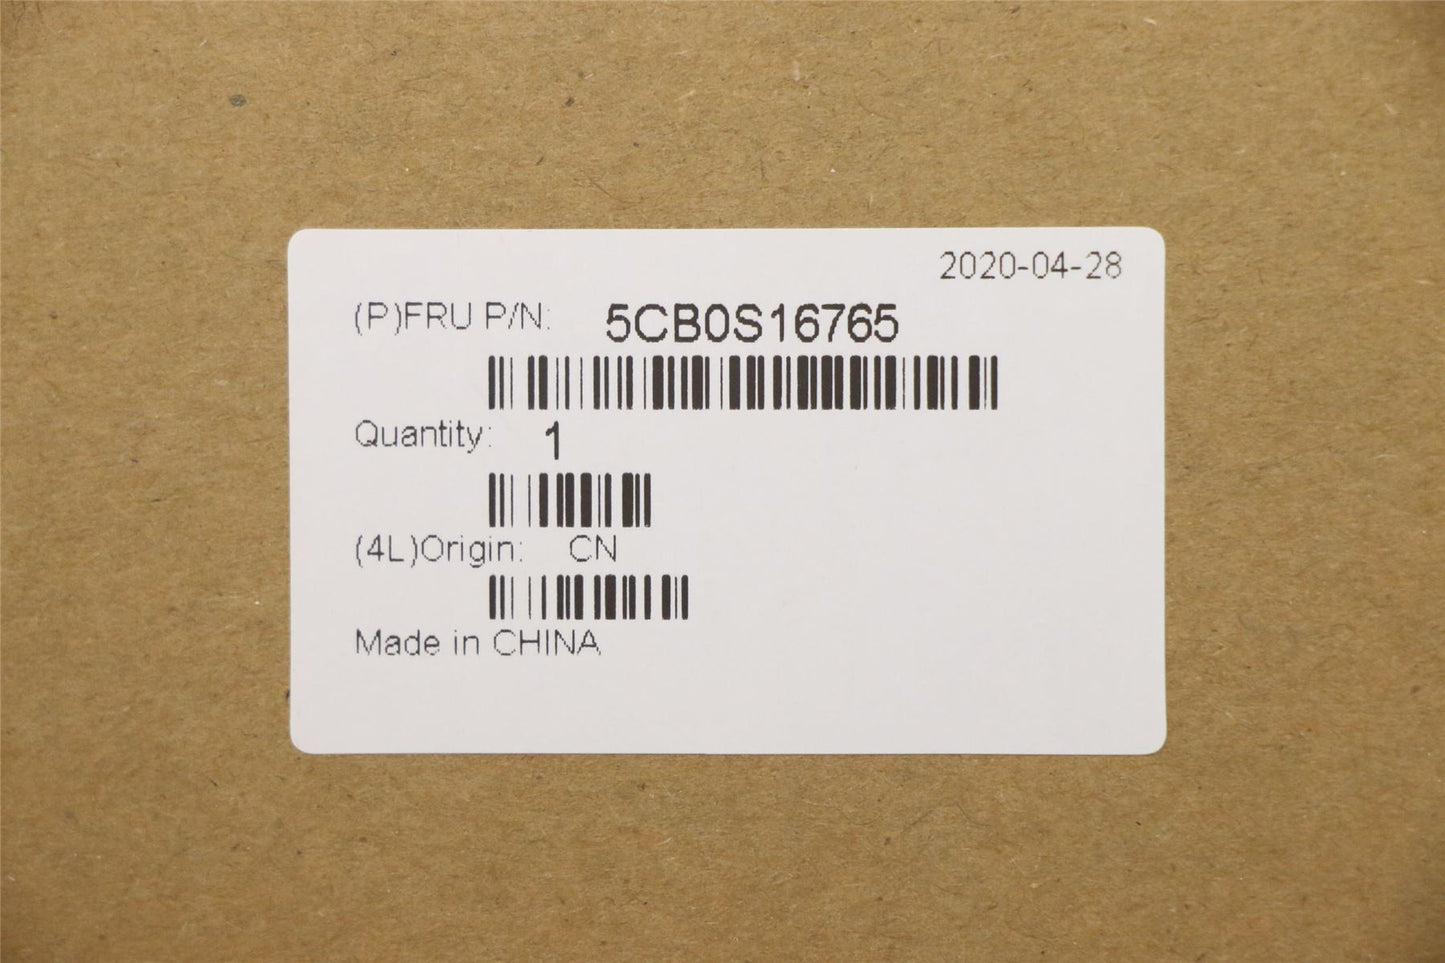 2020-04-28
(P)FRU P/N: 5CB0S16765
Quantity: 1
(4L)Origin: CN
Made in CHINA